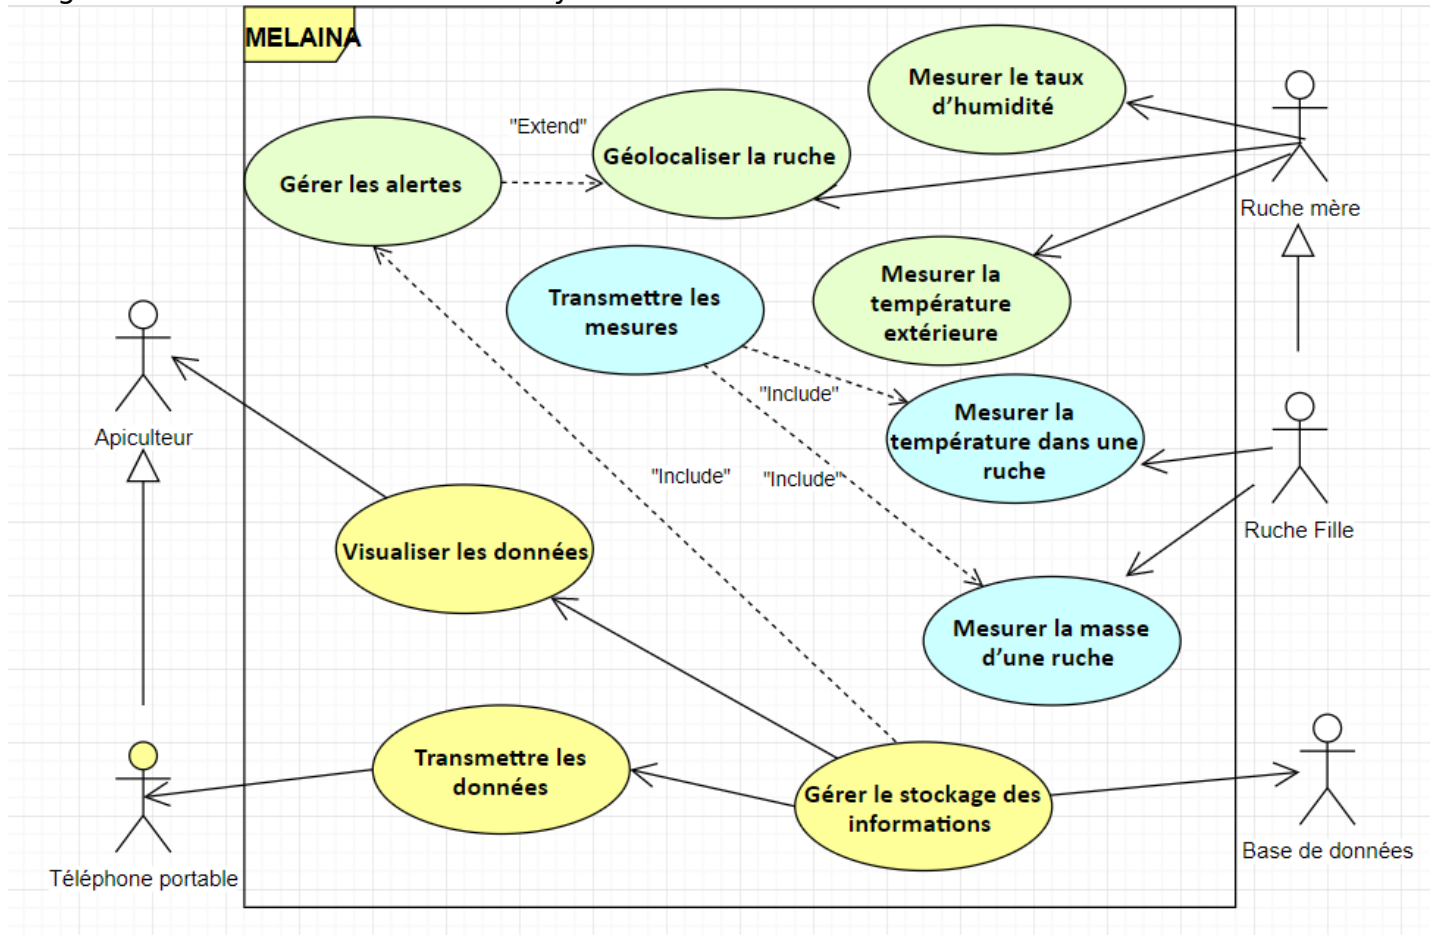 MELAINA
Mesurer le taux
d’humidité
"Extend"
Géolocaliser la ruche
Gérer les alertes
Ruche mère
Mesurer la
température
extérieure
Transmettre les
mesures
"Include"
Mesurer la
température dans une
ruche
Apiculteur
"Include"
"Include"
Ruche Fille
Visualiser les données
Mesurer la masse
d’une ruche
Transmettre les
données
Gérer le stockage des
informations
Base de données
Téléphone portable